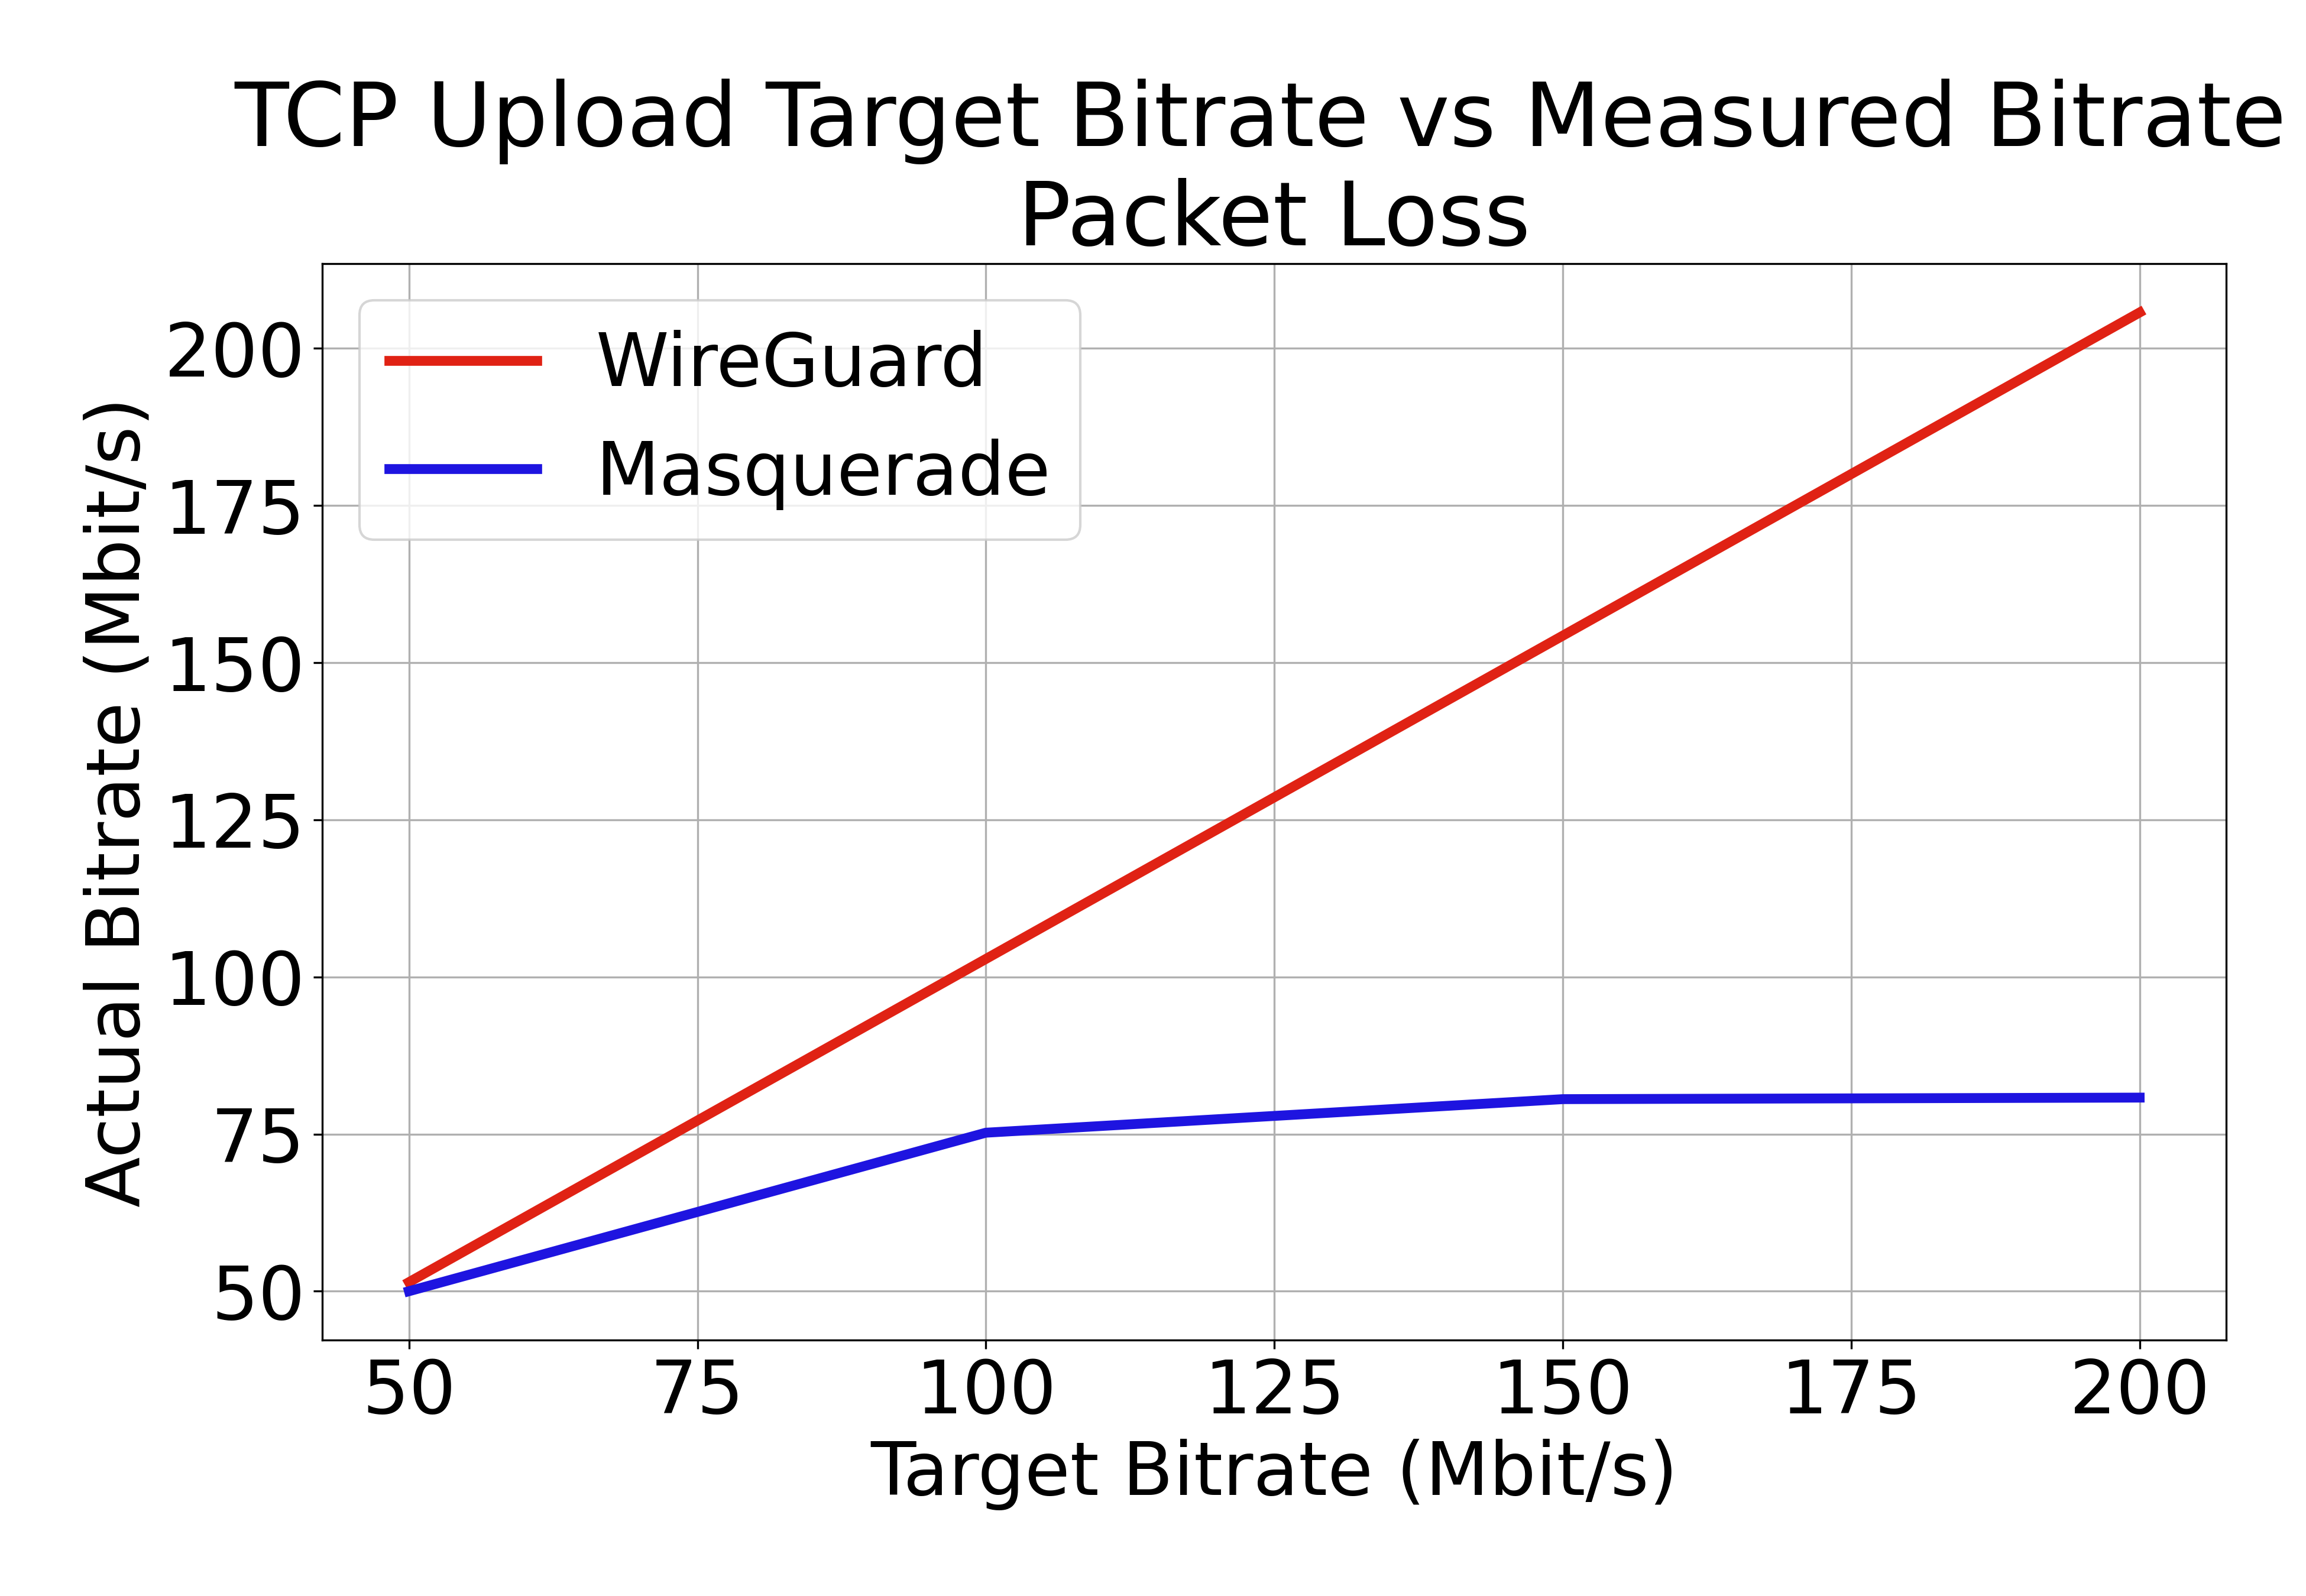 TCP Upload Target Bitrate vs Measured Bitrate
Packet Loss
WireGuard
Masquerade
Actual Bitrate (Mbit/s)
200
175
150
125
100
75
50
50 75 100 125 150 175 200
Target Bitrate (Mbit/s)